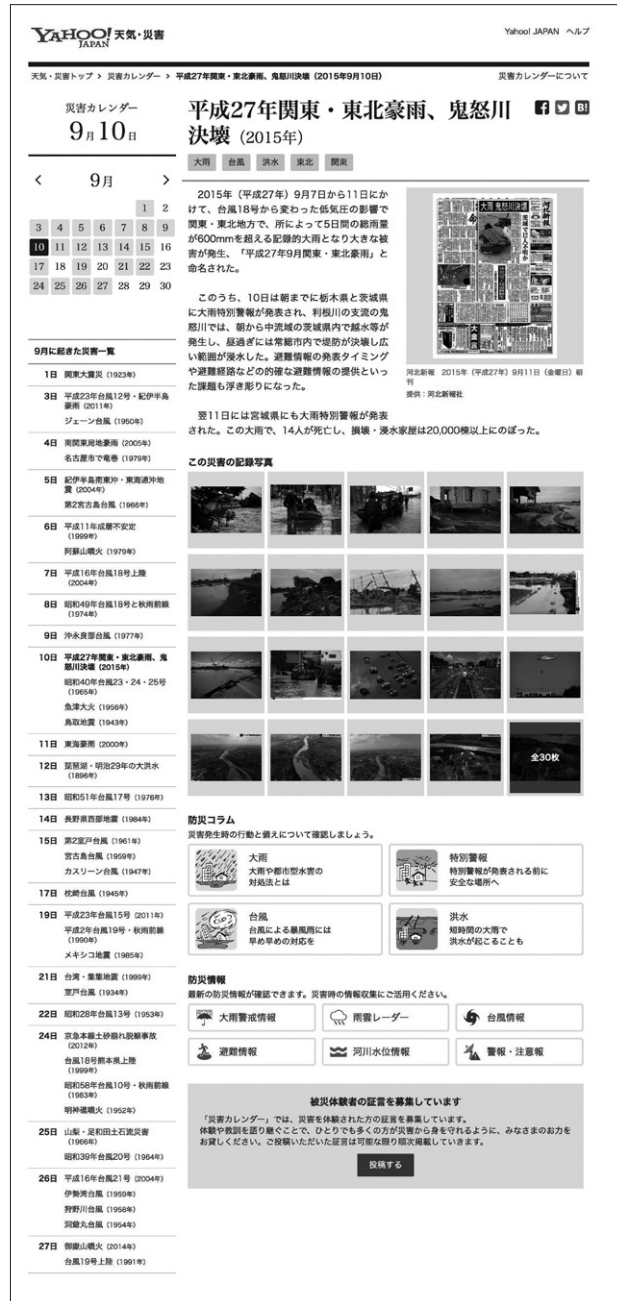 YAHOO! JAPAN 天気・災害
Yahoo! JAPAN ヘルプ
天気・災害トップ > 災害カレンダー > 平成27年関東・東北豪雨、鬼怒川決壊(2015年9月10日)
災害カレンダーについて
災害カレンダー
9月10日
< 9月 >
1 2
3 4 5 6 7 8 9
10 11 12 13 14 15 16
17 18 19 20 21 22 23
24 25 26 27 28 29 30
9月に起きた災害一覧
1日 関東大震災(1923年)
3日 平成23年台風12号・紀伊半島
豪雨(2011年)
ジェーン台風(1950年)
4日 南関東局地豪雨(2005年)
名古屋市で竜巻(1979年)
5日 紀伊半島南東沖・東海道沖地
震(2004年)
第2宮古島台風(1966年)
6日 平成11年成層不安定
(1999年)
阿蘇山噴火(1979年)
7日 平成16年台風18号上陸
(2004年)
8日 昭和49年台風18号と秋雨前線
(1974年)
9日 沖永良部台風(1977年)
10日 平成27年関東・東北豪雨、鬼
怒川決壊(2015年)
昭和40年台風23・24・25号
(1965年)
魚津大火(1956年)
鳥取地震(1943年)
11日 東海豪雨(2000年)
12日 琵琶湖・明治29年の大洪水
(1896年)
13日 昭和51年台風17号(1976年)
14日 長野県西部地震(1984年)
15日 第2室戸台風(1961年)
宮古島台風(1959年)
カスリーン台風(1947年)
17日 枕崎台風(1945年)
19日 平成23年台風15号(2011年)
平成2年台風19号・秋雨前線
(1990年)
メキシコ地震(1985年)
21日 台湾・集集地震(1999年)
室戸台風(1934年)
22日 昭和28年台風13号(1953年)
24日 京急本線土砂崩れ脱線事故
(2012年)
台風18号熊本県上陸
(1999年)
昭和58年台風10号・秋雨前線
(1983年)
明神礁噴火(1952年)
25日 山梨・足和田土石流災害
(1966年)
昭和39年台風20号(1964年)
26日 平成16年台風21号(2004年)
伊勢湾台風(1959年)
狩野川台風(1958年)
洞爺丸台風(1954年)
27日 御嶽山噴火(2014年)
台風19号上陸(1991年)
平成27年関東・東北豪雨、鬼怒川
決壊(2015年)
大雨 台風 洪水 東北 関東
2015年(平成27年)9月7日から11日にか
けて、台風18号から変わった低気圧の影響で
関東・東北地方で、所によって5日間の総雨量
が600mmを超える記録的大雨となり大きな被
害が発生、「平成27年9月関東・東北豪雨」と
命名された。
このうち、10日は朝までに栃木県と茨城県
に大雨特別警報が発表され、利根川の支流の鬼
怒川では、朝から中流域の茨城県内で越水等が
発生し、昼過ぎには常総市内で堤防が決壊し広
い範囲が浸水した。避難情報の発表タイミング
や避難経路などの的確な避難情報の提供といっ
た課題も浮き彫りになった。
翌11日には宮城県にも大雨特別警報が発表
された。この大雨で、14人が死亡し、損壊・浸水家屋は20,000棟以上にのぼった。
河北新報
大雨 鬼怒川決壊
河北新報 2015年(平成27年)9月11日(金曜日)朝
刊
提供:河北新報社
この災害の記録写真
全30枚
防災コラム
災害発生時の行動と備えについて確認しましょう。
大雨
大雨や都市型水害の
対処法とは
特別警報
特別警報が発表される前に
安全な場所へ
台風
台風による暴風雨には
早め早めの対応を
洪水
短時間の大雨で
洪水が起こることも
防災情報
最新の防災情報が確認できます。災害時の情報収集にご活用ください。
大雨警戒情報 雨雲レーダー 台風情報
避難情報 河川水位情報 警報・注意報
被災体験者の証言を募集しています
「災害カレンダー」では、災害を体験された方の証言を募集しています。
体験や教訓を語り継ぐことで、ひとりでも多くの方が災害から身を守れるように、みなさまのお力を
お貸しください。ご投稿いただいた証言は可能な限り順次掲載していきます。
投稿する